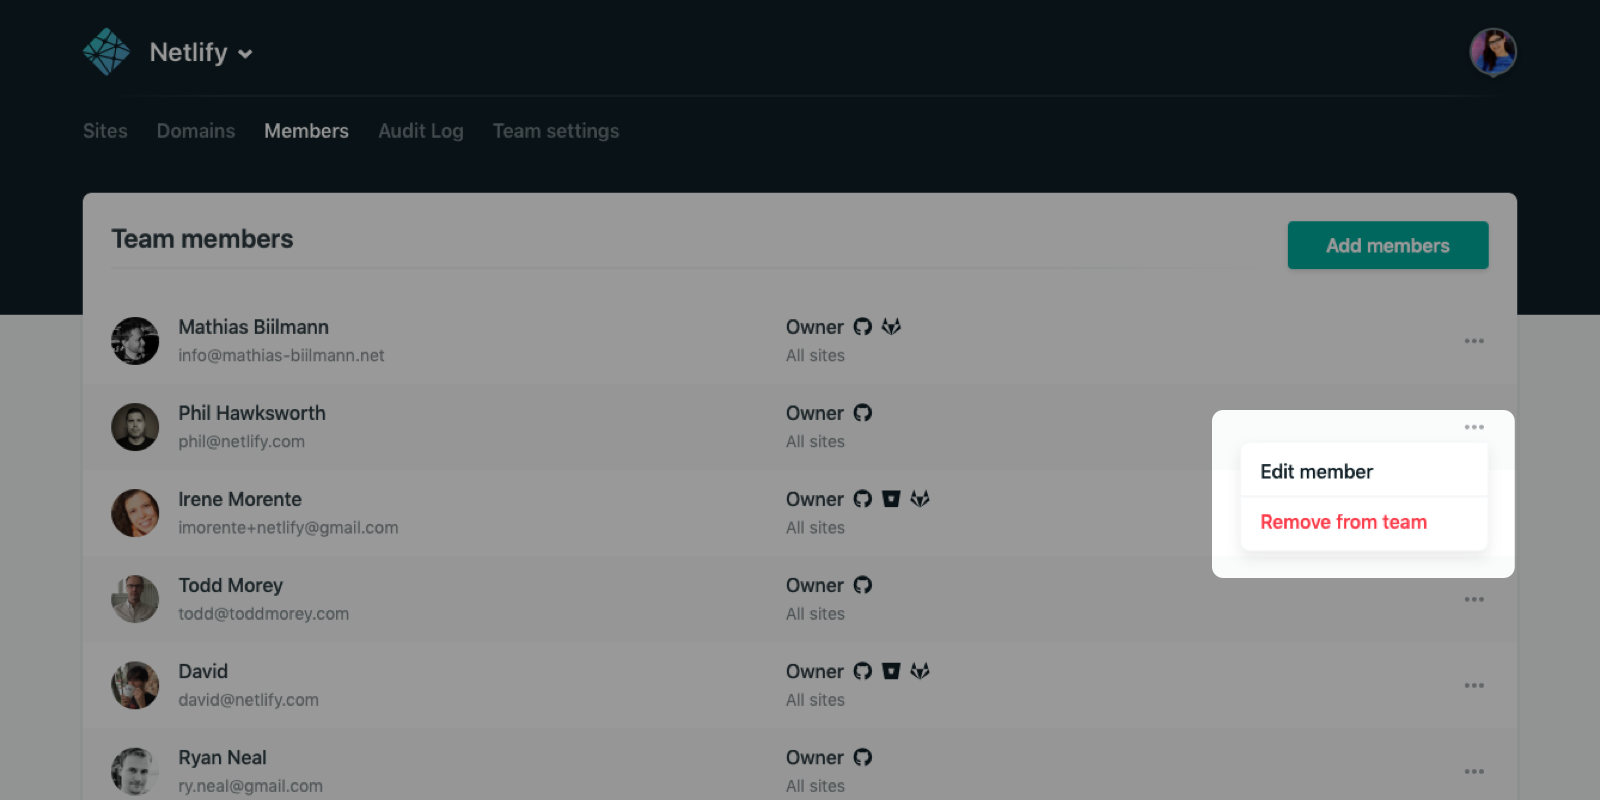 Netlify
Sites Domains Members Audit Log Team settings
Team members
Add members
Mathias Biilmann
info@mathias-biilmann.net
Owner
All sites
Phil Hawksworth
phil@netlify.com
Owner
All sites
Edit member
Remove from team
Irene Morente
imorente+netlify@gmail.com
Owner
All sites
Todd Morey
todd@toddmorey.com
Owner
All sites
David
david@netlify.com
Owner
All sites
Ryan Neal
ry.neal@gmail.com
Owner
All sites